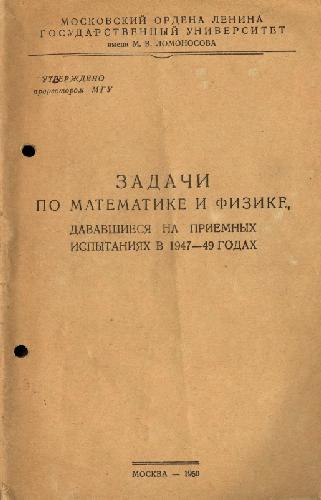 МОСКОВСКИЙ ОРДЕНА ЛЕНИНА
ГОСУДАРСТВЕННЫЙ УНИВЕРСИТЕТ
имени М. В. ЛОМОНОСОВА
УТВЕРЖДЕНО
проректором МГУ
ЗАДАЧИ
ПО МАТЕМАТИКЕ И ФИЗИКЕ,
ДАВАВШИЕСЯ НА ПРИЕМНЫХ
ИСПЫТАНИЯХ В 1947—49 ГОДАХ
МОСКВА — 1950